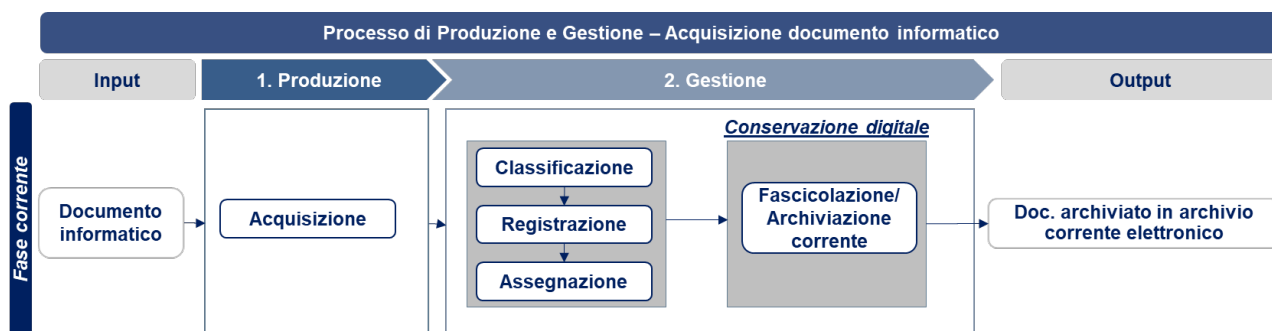 Processo di Produzione e Gestione – Acquisizione documento informatico
Input
1. Produzione
2. Gestione
Output
Fase corrente
Documento
informatico
Acquisizione
Classificazione
Registrazione
Assegnazione
Conservazione digitale
Fascicolazione/
Archiviazione
corrente
Doc. archiviato in archivio
corrente elettronico